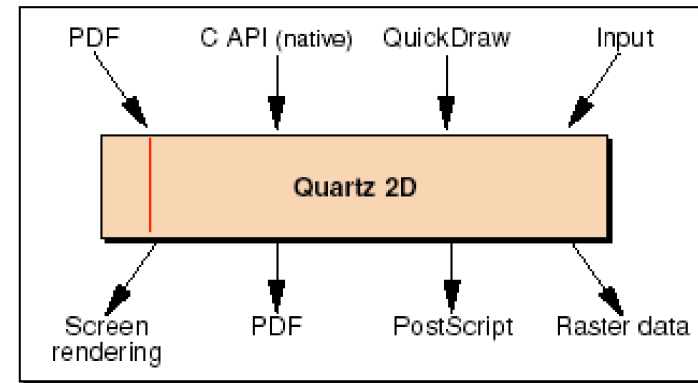 PDF C API (native) QuickDraw Input
Quartz 2D
Screen rendering PDF PostScript Raster data